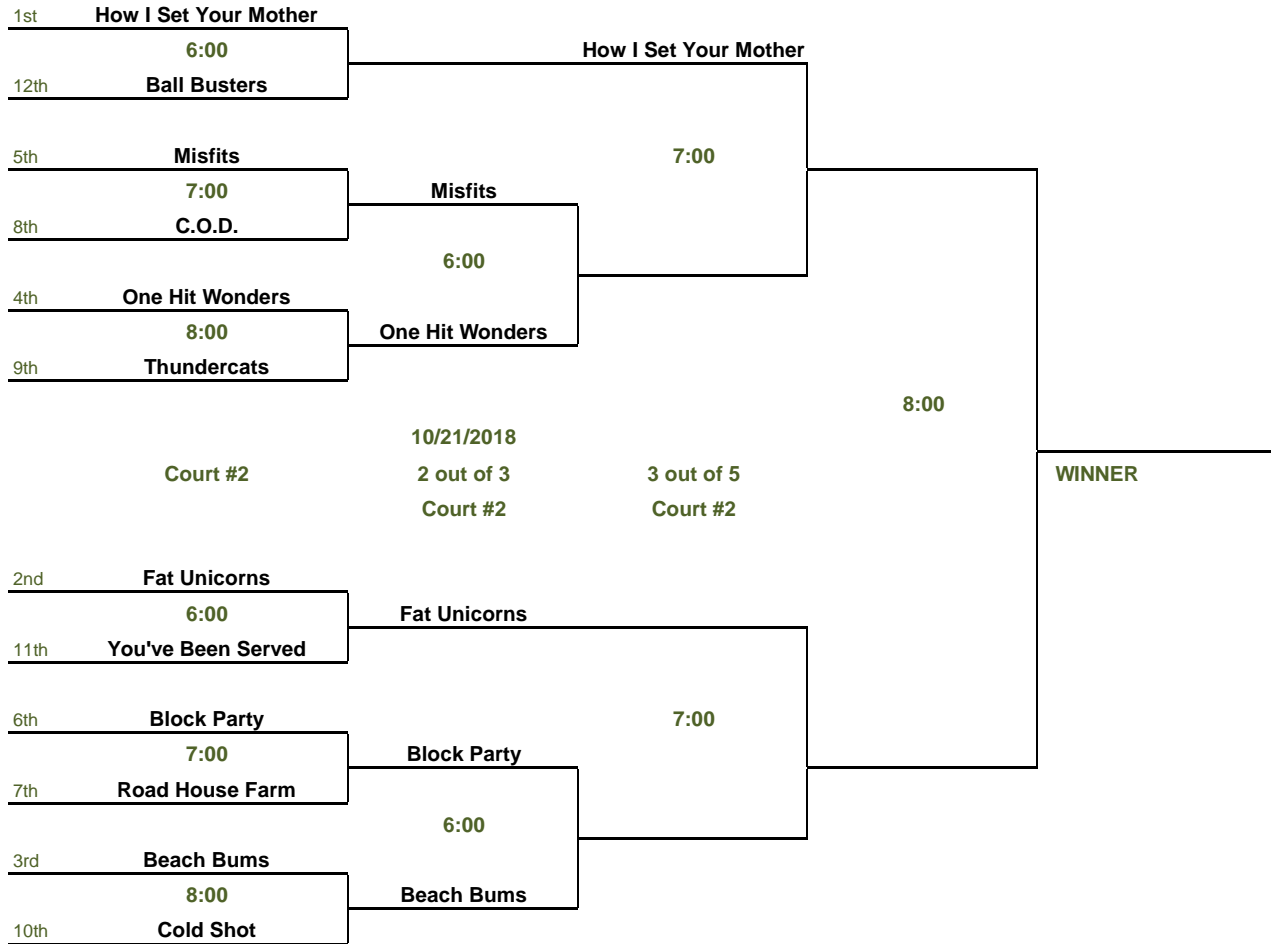 1st How I Set Your Mother
6:00 How I Set Your Mother
12th Ball Busters
5th Misfits 7:00
7:00 Misfits
8th C.O.D.
6:00
4th One Hit Wonders
8:00 One Hit Wonders
9th Thundercats
8:00
10/21/2018
Court #2 2 out of 3 3 out of 5 WINNER
Court #2 Court #2
2nd Fat Unicorns
6:00 Fat Unicorns
11th You've Been Served
6th Block Party 7:00
7:00 Block Party
7th Road House Farm
6:00
3rd Beach Bums
8:00 Beach Bums
10th Cold Shot